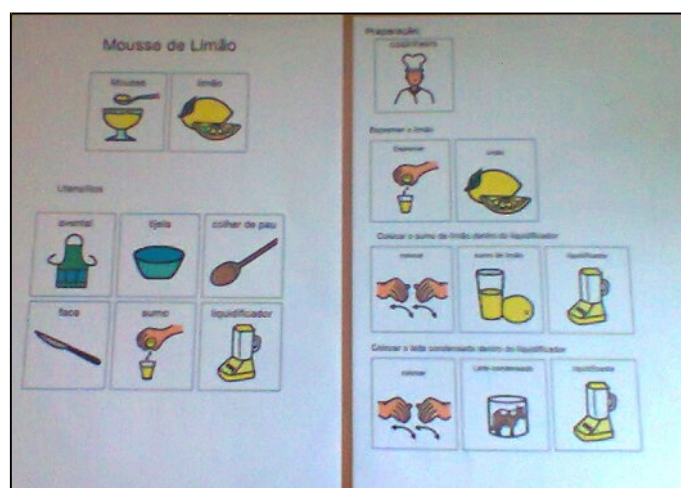 Mousse de Limão
Mousse limão
Utensílios
avental tijela colher de pau
faca sumo liquidificador
Preparação:
cozinheiro
Espremer o limão
Espremer limão
Colocar o sumo de limão dentro do liquidificador
colocar sumo de limão liquidificador
Colocar o leite condensado dentro do liquidificador
colocar Leite condensado liquidificador